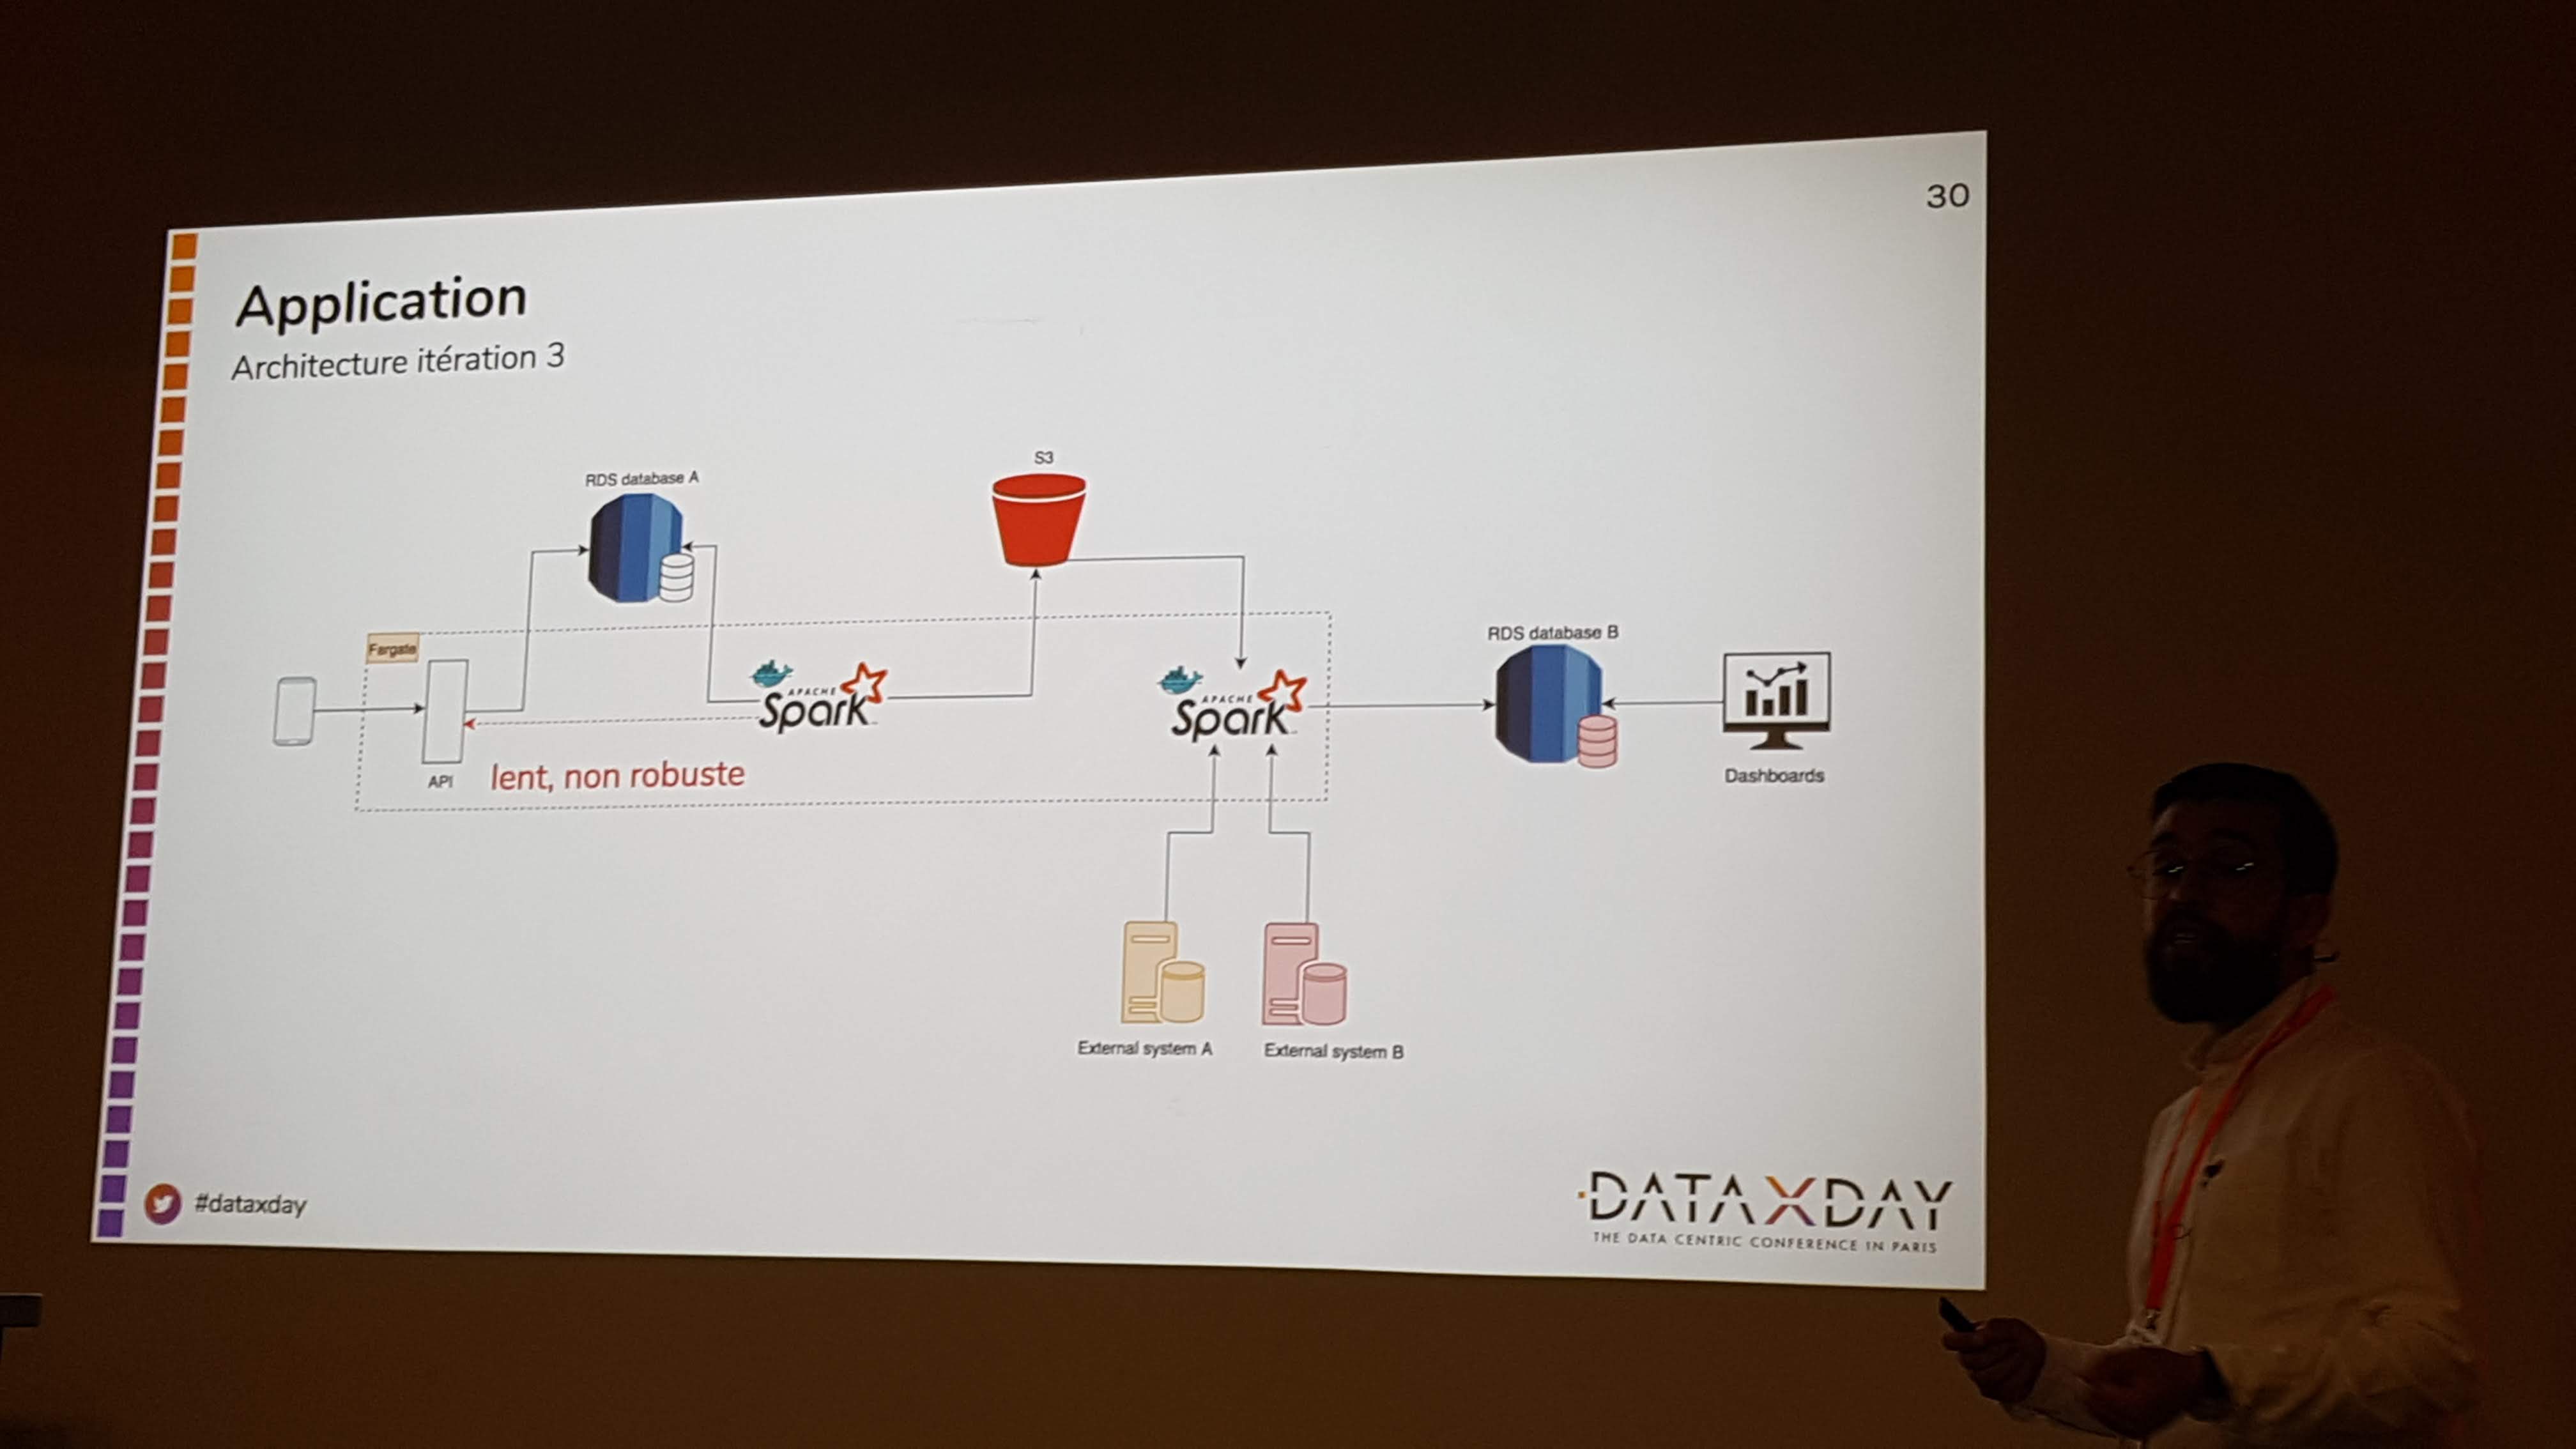 30
Application
Architecture itération 3
RDS database A
S3
Fargate
RDS database B
APACHE
Spark
APACHE
Spark
API
lent, non robuste
Dashboards
External system A
External system B
#dataxday
DATAXDAY
THE DATA CENTRIC CONFERENCE IN PARIS